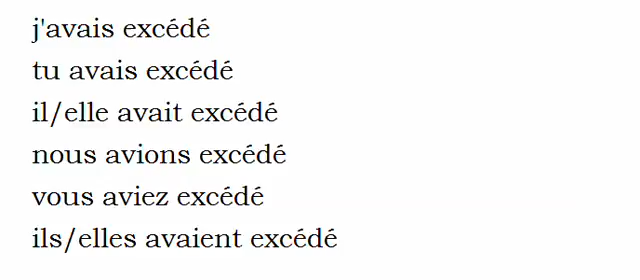 j'avais excédé
tu avais excédé
il/elle avait excédé
nous avions excédé
vous aviez excédé
ils/elles avaient excédé